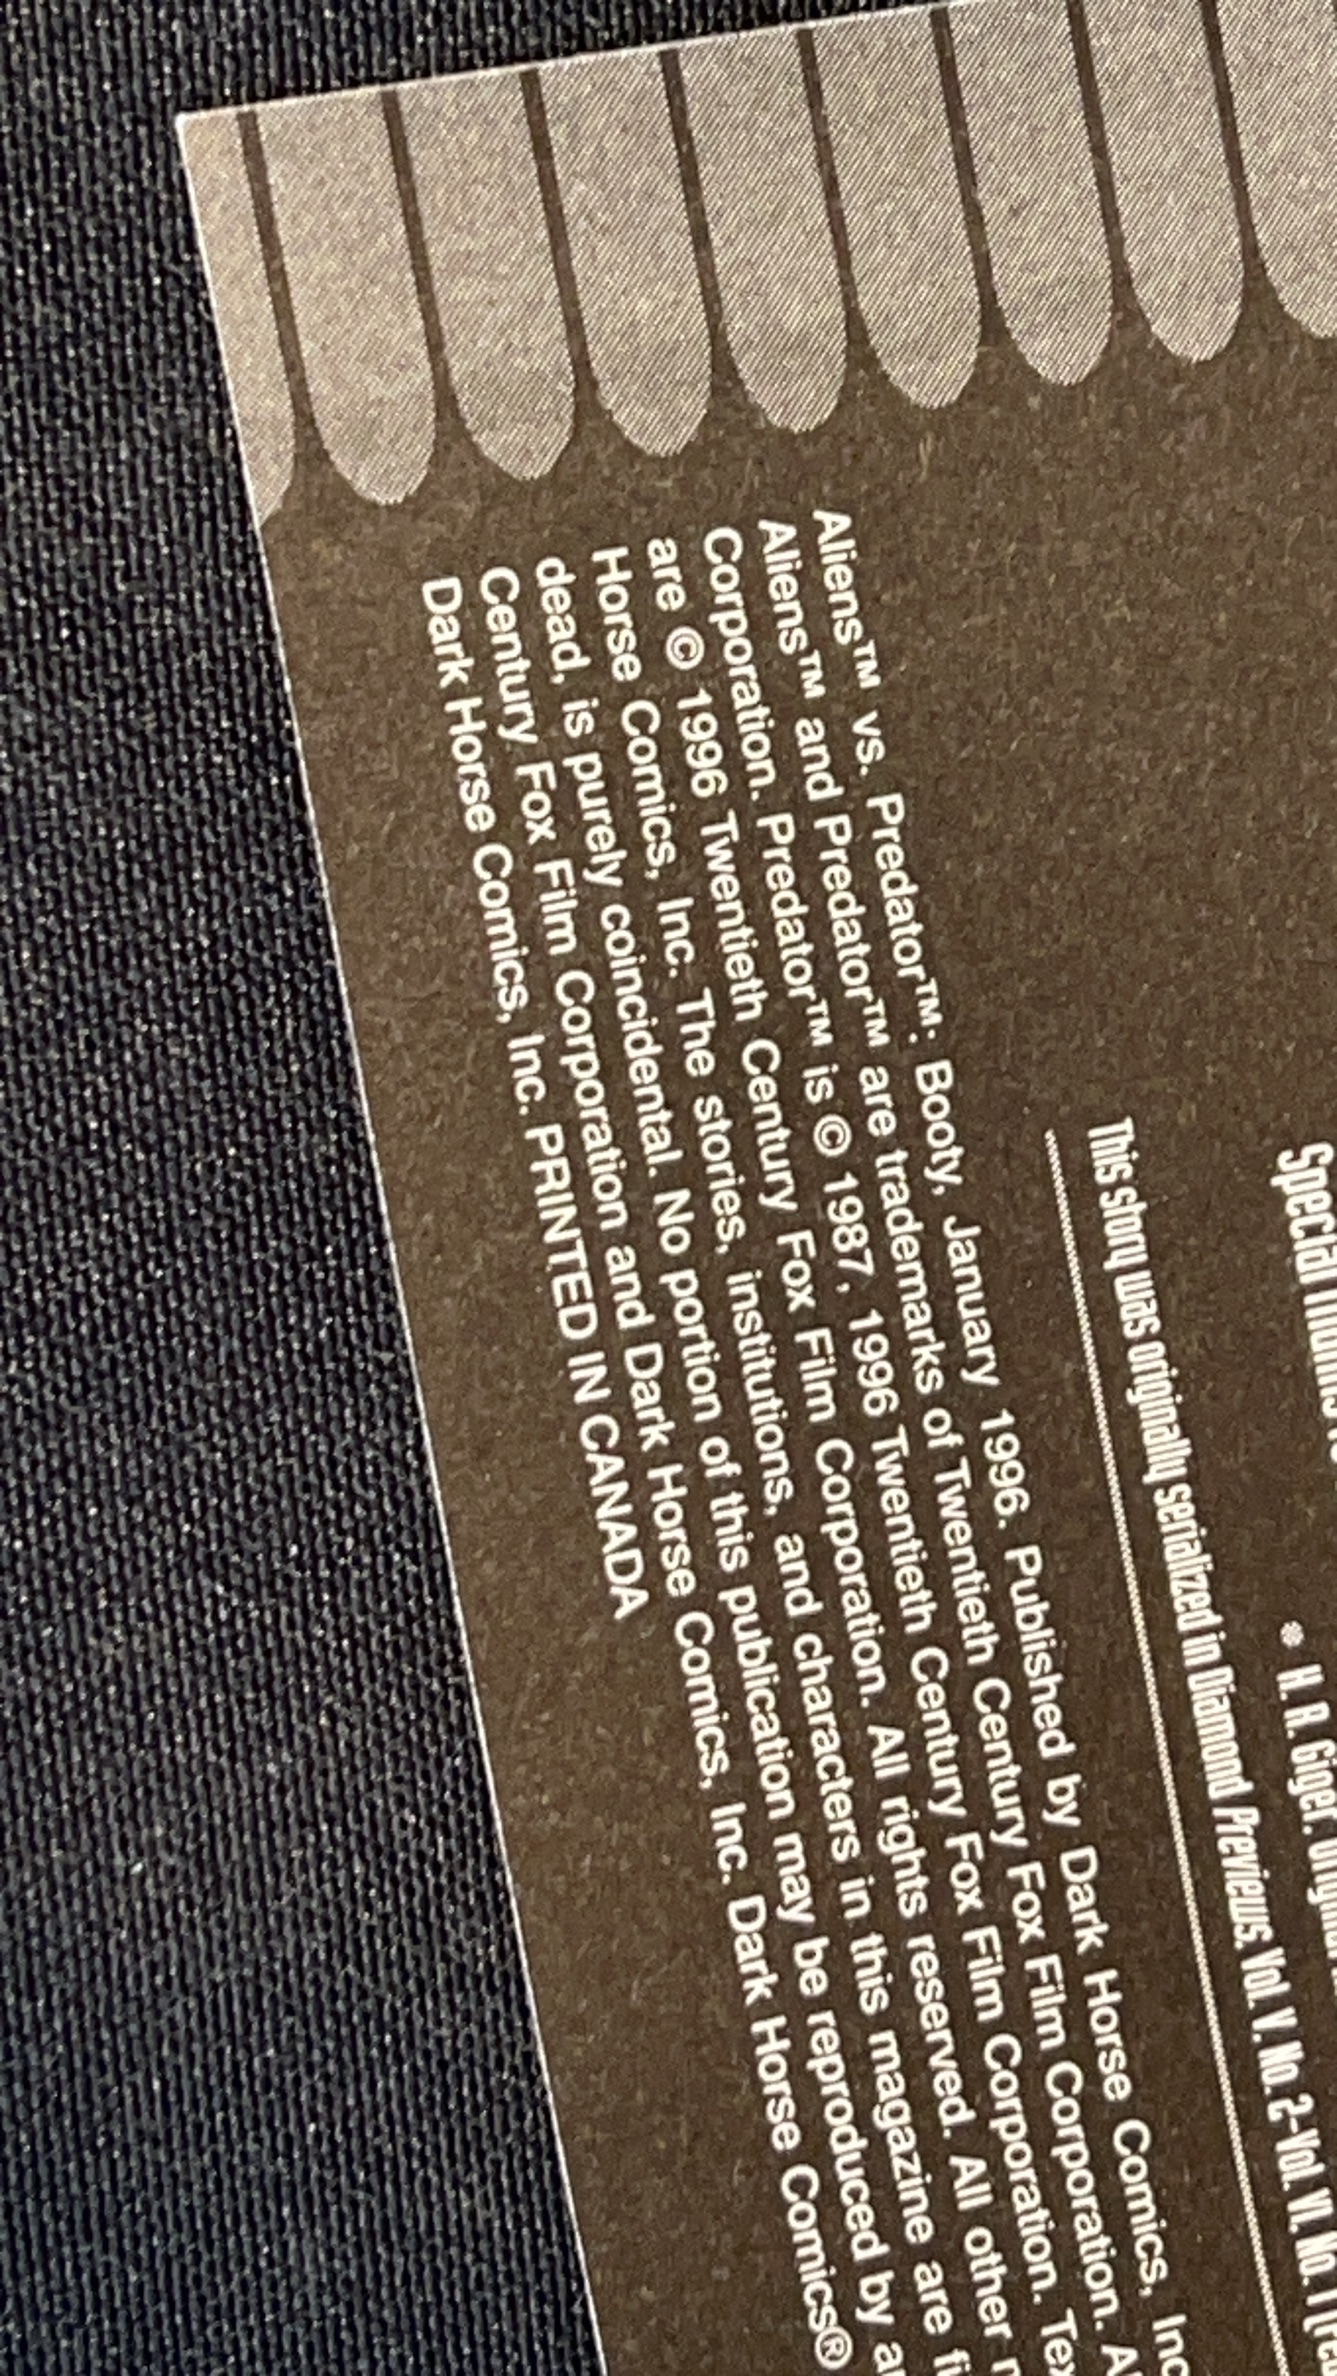 Special
• H. R. Giger,
This story was originally serialized in Diamond Previews Vol. V, No. 2-Vol. VI, No. 1
Aliens™ vs. Predator™: Booty, January 1996. Published by Dark Horse Comics, Inc
Aliens™ and Predator™ are trademarks of Twentieth Century Fox Film Corporation.
Corporation. Predator™ is © 1987, 1996 Twentieth Century Fox Film Corporation.
are © 1996 Twentieth Century Fox Film Corporation. All rights reserved. All other
Horse Comics, Inc. The stories, institutions, and characters in this magazine are
dead, is purely coincidental. No portion of this publication may be reproduced by
Century Fox Film Corporation and Dark Horse Comics, Inc. Dark Horse Comics®
Dark Horse Comics, Inc. PRINTED IN CANADA